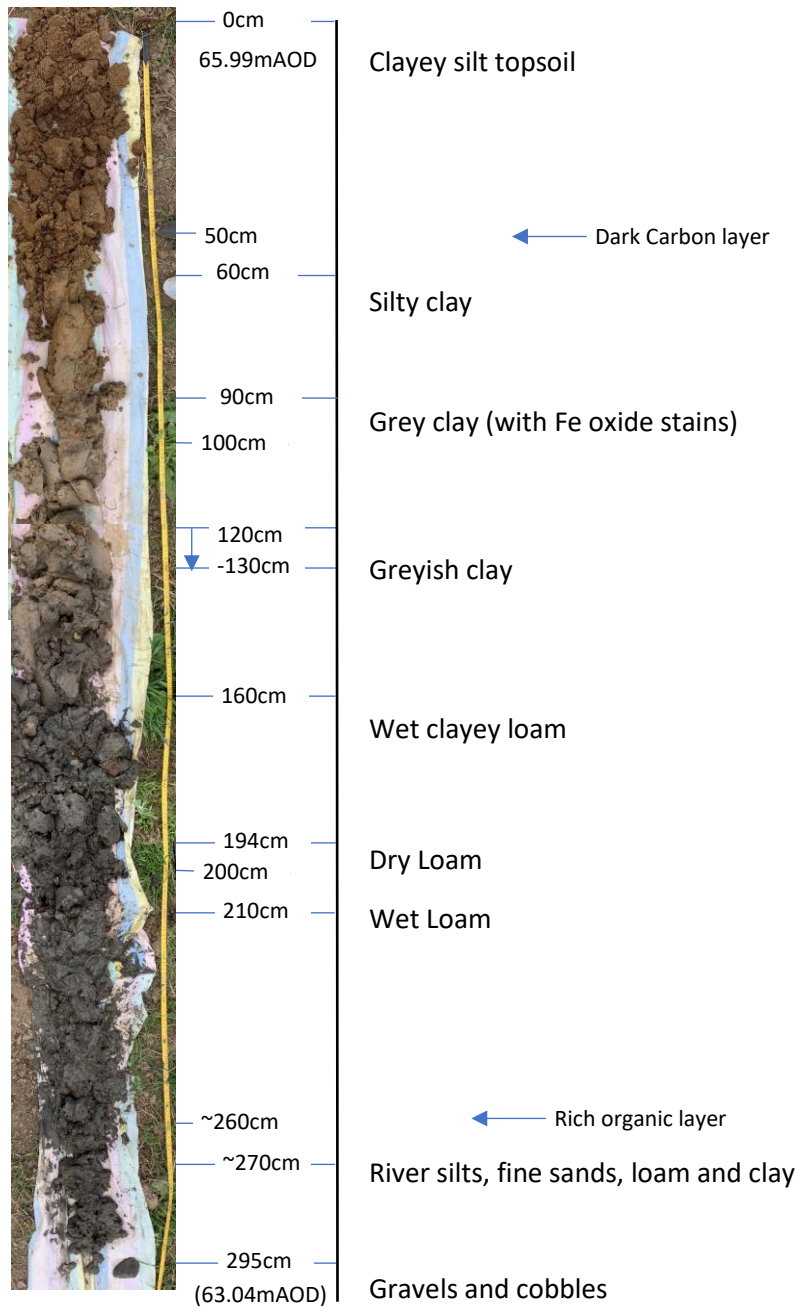 0cm
65.99mAOD
Clayey silt topsoil
50cm
Dark Carbon layer
60cm
Silty clay
90cm
Grey clay (with Fe oxide stains)
100cm
120cm
-130cm
Greyish clay
160cm
Wet clayey loam
194cm
Dry Loam
200cm
210cm
Wet Loam
~260cm
Rich organic layer
~270cm
River silts, fine sands, loam and clay
295cm
(63.04mAOD)
Gravels and cobbles